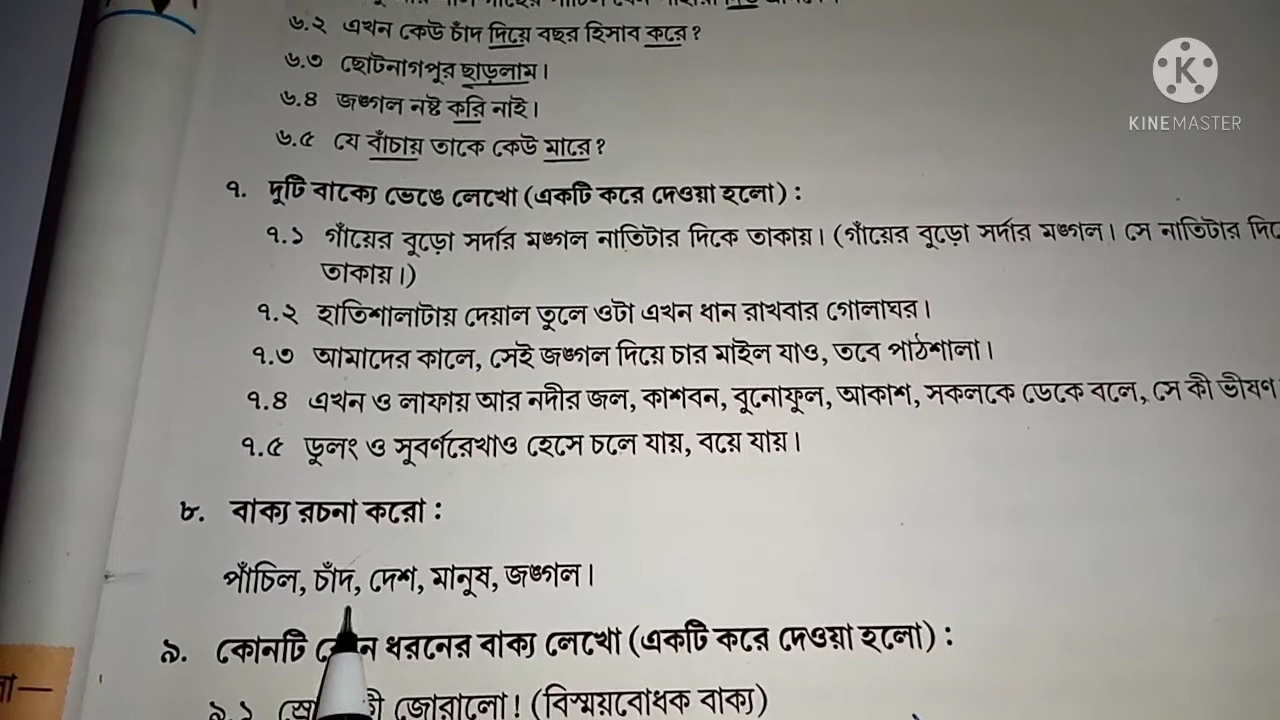 ৬.২ এখন কেউ চাঁদ দিয়ে বছর হিসাব করে?
৬.৩ ছোটনাগপুর ছাড়লাম।
৬.৪ জঙ্গল নষ্ট করি নাই।
৬.৫ যে বাঁচায় তাকে কেউ মারে?
৭. দুটি বাক্যে ভেঙে লেখো (একটি করে দেওয়া হলো) :
৭.১ গাঁয়ের বুড়ো সর্দার মঙ্গল নাতিটার দিকে তাকায়। (গাঁয়ের বুড়ো সর্দার মঙ্গল। সে নাতিটার
তাকায়।)
৭.২ হাতিশালাটায় দেয়াল তুলে ওটা এখন ধান রাখবার গোলাঘর।
৭.৩ আমাদের কালে, সেই জঙ্গল দিয়ে চার মাইল যাও, তবে পাঠশালা।
৭.৪ এখন ও লাফায় আর নদীর জল, কাশবন, বুনোফুল, আকাশ, সকলকে ডেকে বলে, সে কী ভীষণ
৭.৫ ডুলং ও সুবর্ণরেখাও হেসে চলে যায়, বয়ে যায়।
৮. বাক্য রচনা করো :
পাঁচিল, চাঁদ, দেশ, মানুষ, জঙ্গল।
৯. কোনটি ধরনের বাক্য লেখো (একটি করে দেওয়া হলো) :
৯.১ জোরালো! (বিস্ময়বোধক বাক্য)
KINEMASTER